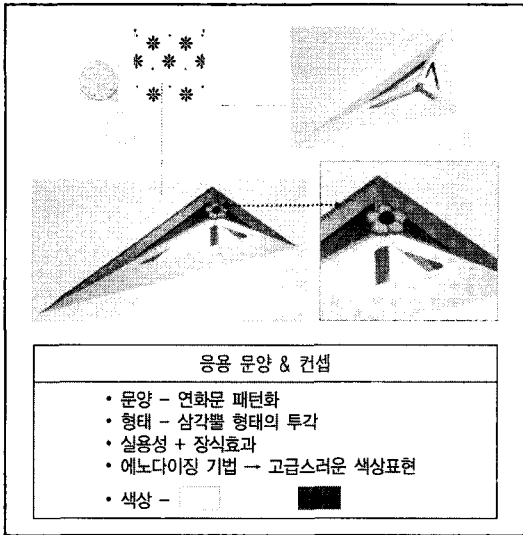 응용 문양 & 컨셉
• 문양 – 연화문 패턴화
• 형태 – 삼각뿔 형태의 투각
• 실용성 + 장식효과
• 에노다이징 기법 → 고급스러운 색상표현
• 색상 –